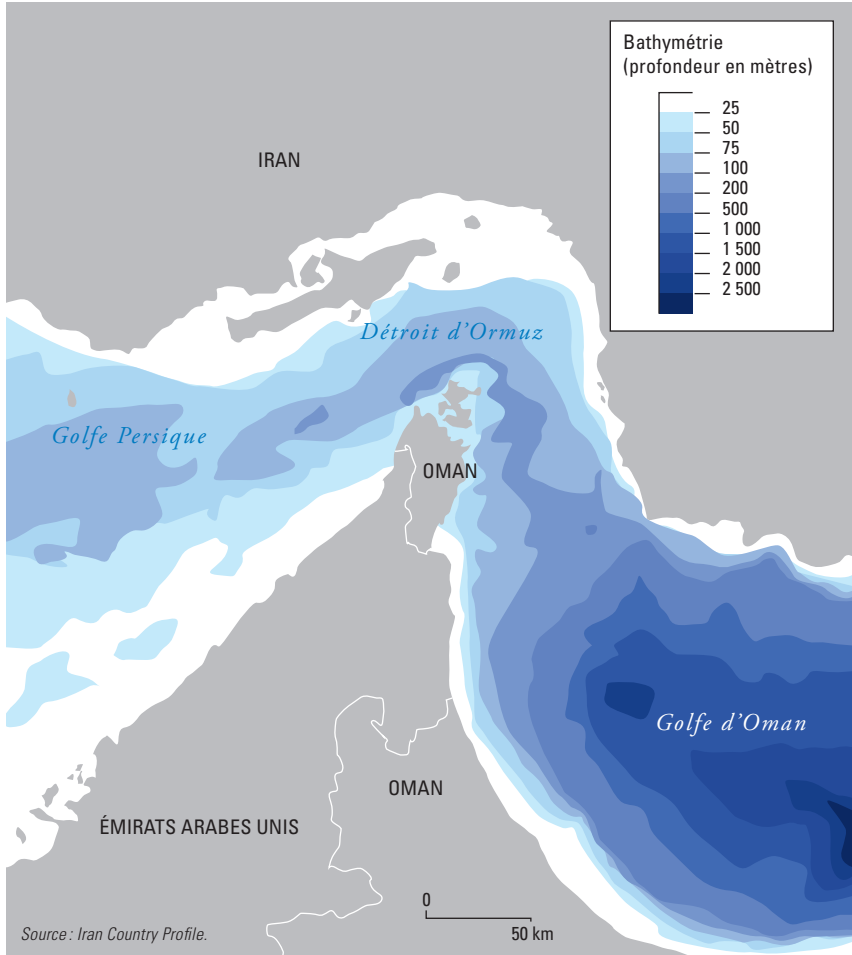 Bathymétrie
(profondeur en mètres)
25
50
75
100
200
500
1 000
1 500
2 000
2 500
IRAN
Détroit d'Ormuz
Golfe Persique
OMAN
Golfe d'Oman
OMAN
ÉMIRATS ARABES UNIS
0
50 km
Source : Iran Country Profile.